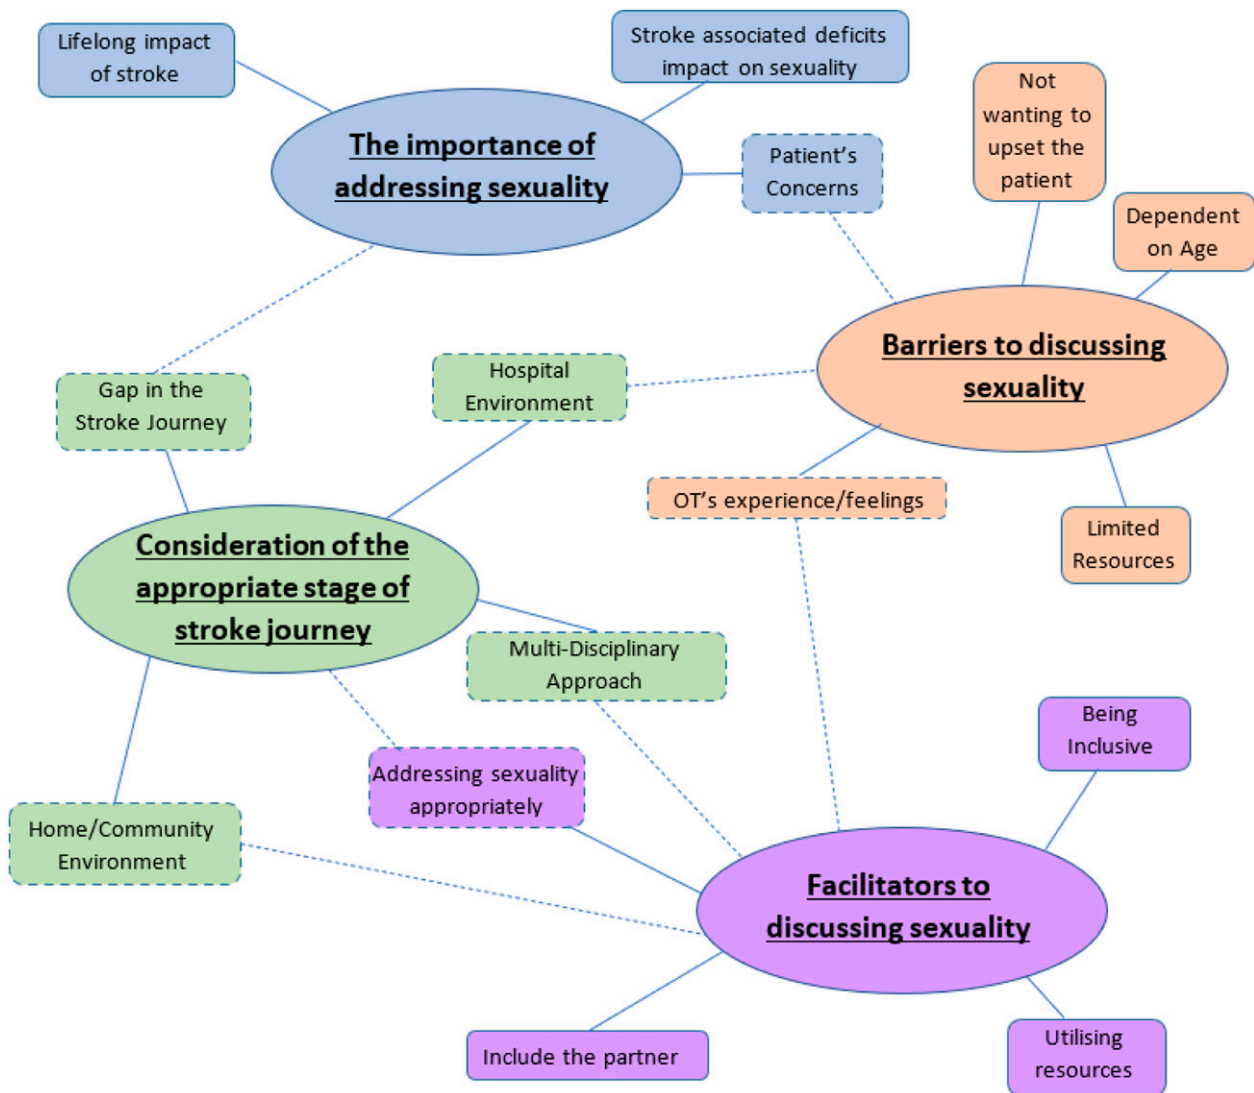 Lifelong impact
of stroke
Stroke associated deficits
impact on sexuality
Not
wanting to
upset the
patient
The importance of
addressing sexuality
Patient's
Concerns
Dependent
on Age
Barriers to discussing
sexuality
Gap in the
Stroke Journey
Hospital
Environment
OT's experience/feelings
Limited
Resources
Consideration of the
appropriate stage of
stroke journey
Multi-Disciplinary
Approach
Being
Inclusive
Addressing sexuality
appropriately
Home/Community
Environment
Facilitators to
discussing sexuality
Include the partner
Utilising
resources